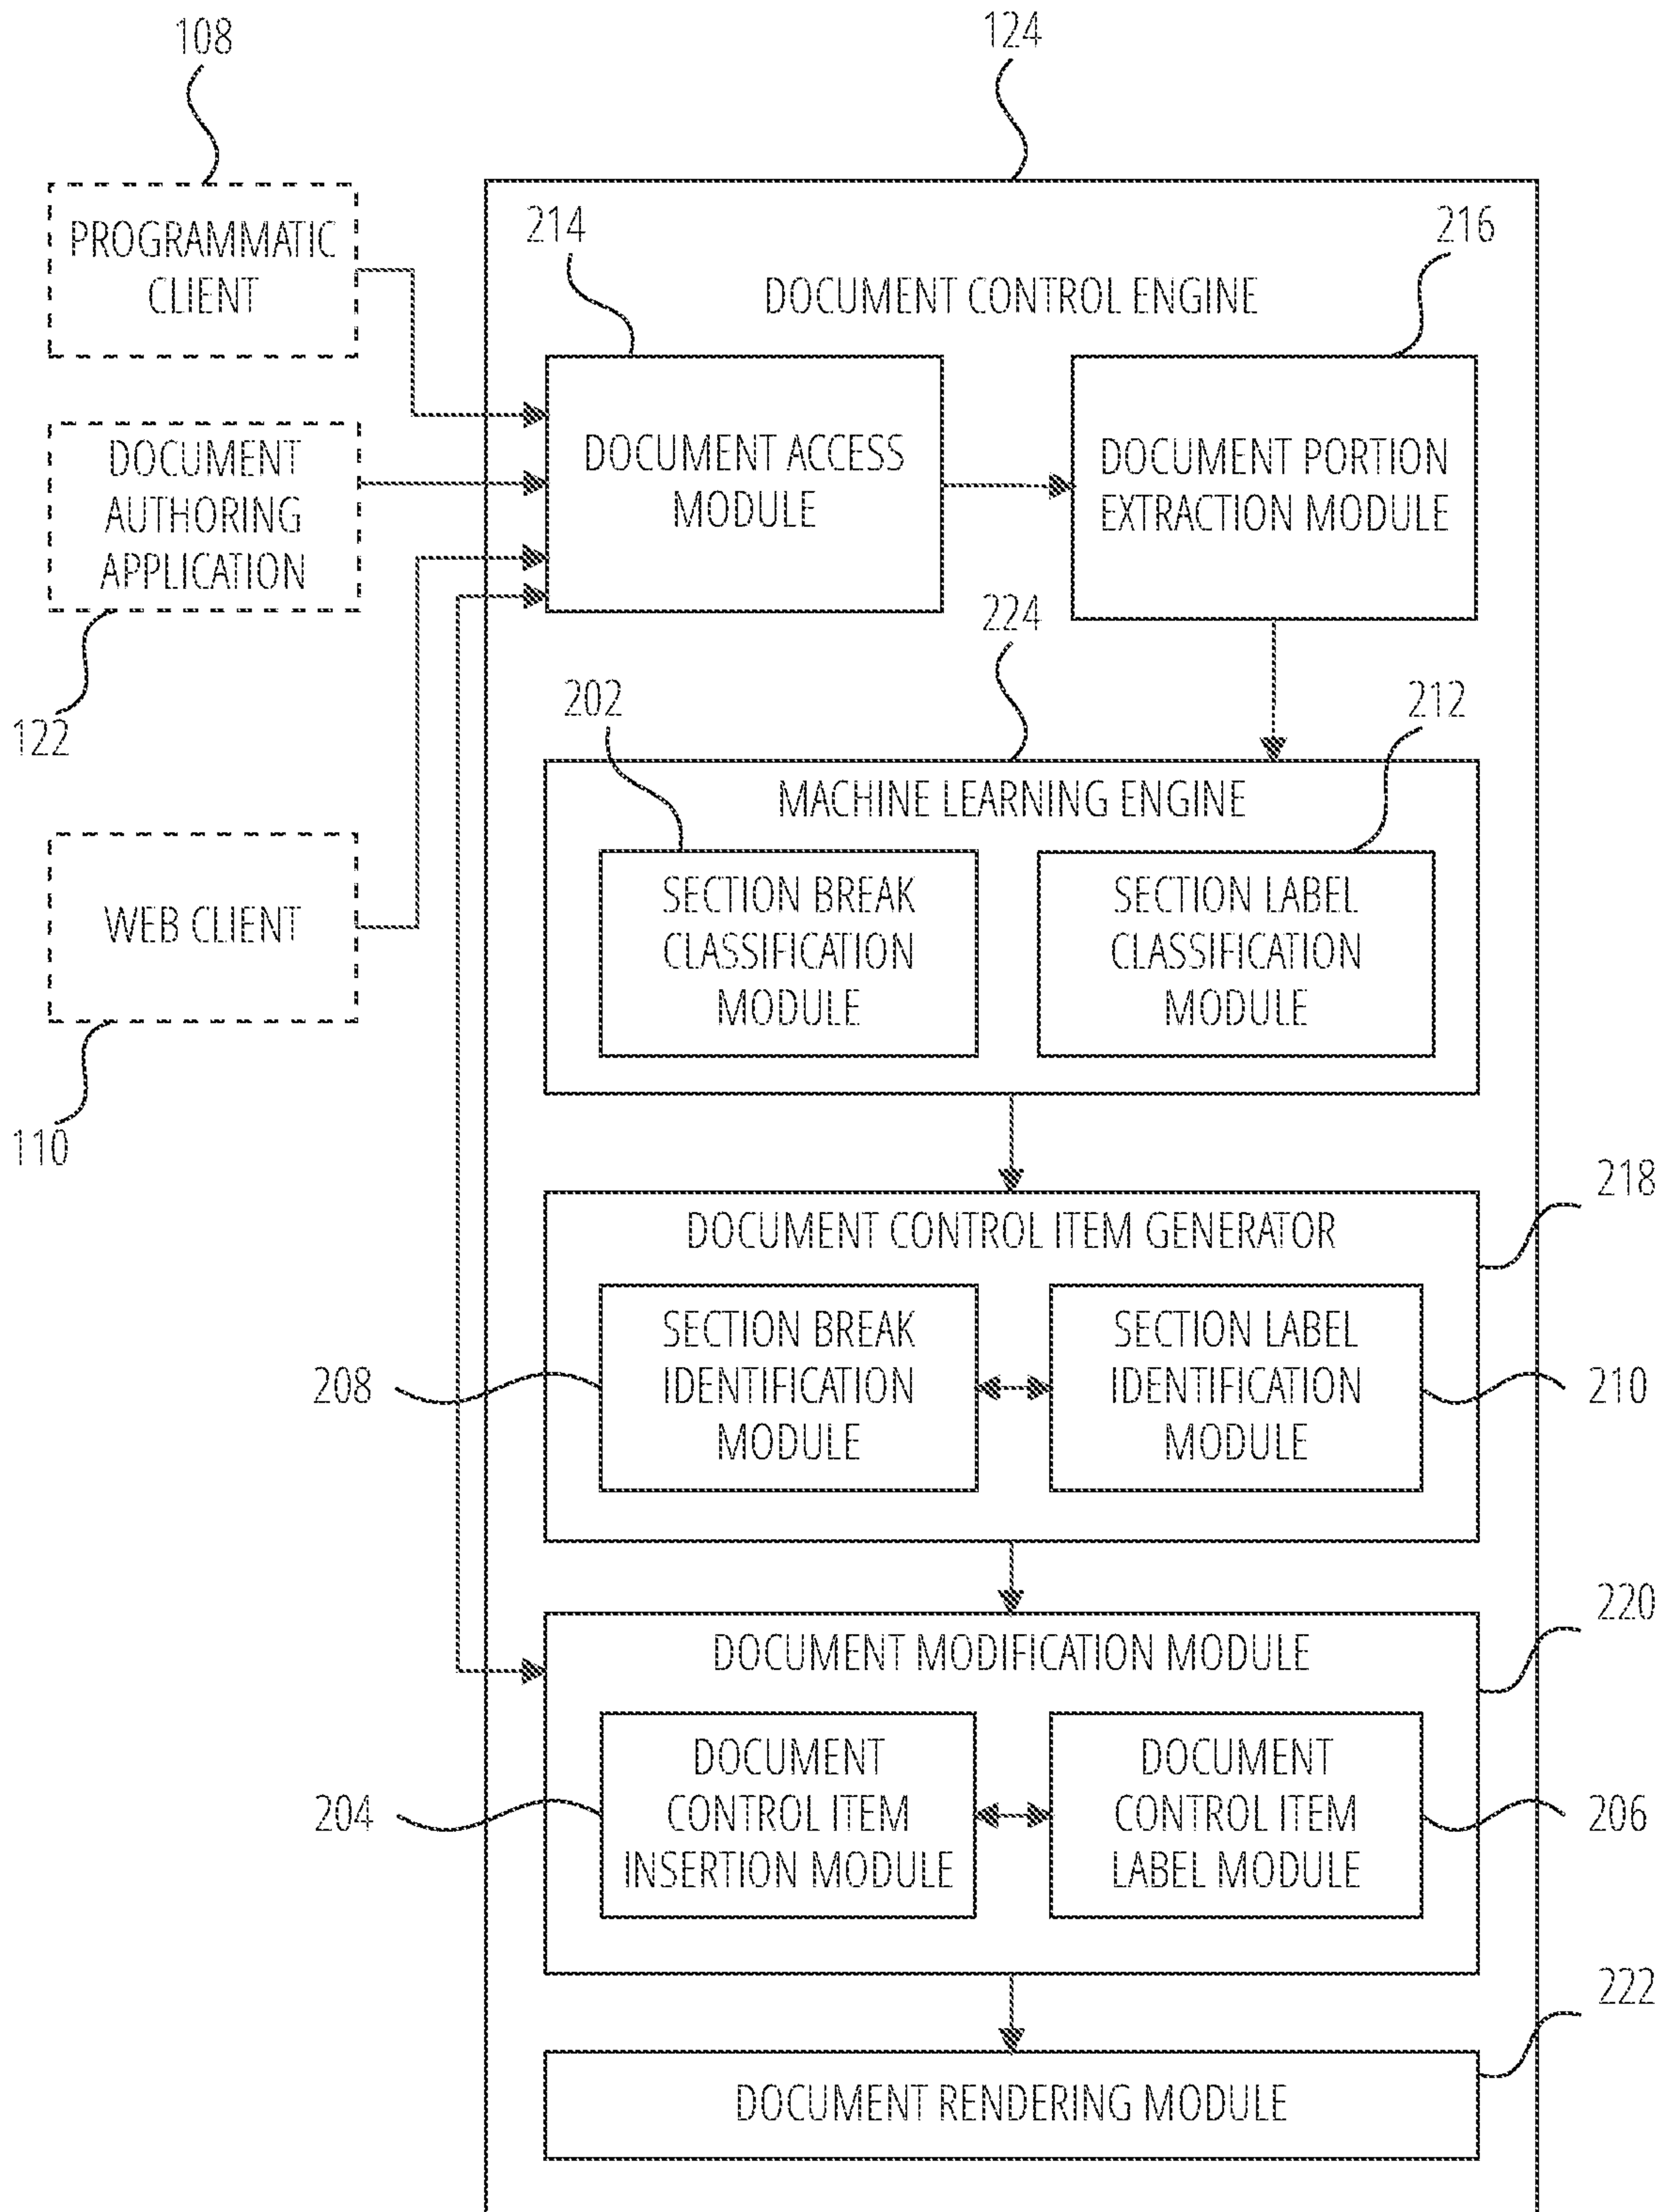 108
124
PROGRAMMATIC
CLIENT
214
216
DOCUMENT CONTROL ENGINE
DOCUMENT
AUTHORING
APPLICATION
DOCUMENT ACCESS
MODULE
DOCUMENT PORTION
EXTRACTION MODULE
122
224
202
212
MACHINE LEARNING ENGINE
WEB CLIENT
SECTION BREAK
CLASSIFICATION
MODULE
SECTION LABEL
CLASSIFICATION
MODULE
110
218
DOCUMENT CONTROL ITEM GENERATOR
208
SECTION BREAK
IDENTIFICATION
MODULE
SECTION LABEL
IDENTIFICATION
MODULE
210
220
DOCUMENT MODIFICATION MODULE
204
DOCUMENT
CONTROL ITEM
INSERTION MODULE
DOCUMENT
CONTROL ITEM
LABEL MODULE
206
222
DOCUMENT RENDERING MODULE